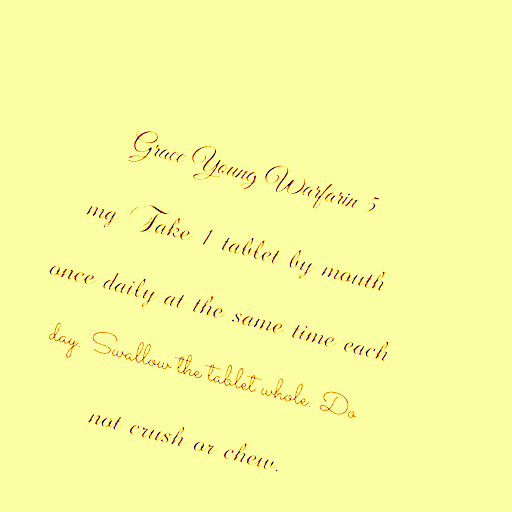 Grace Young Warfarin 5
mg Take 1 tablet by mouth
once daily at the same time each
day. Swallow the tablet whole. Do
not crush or chew.